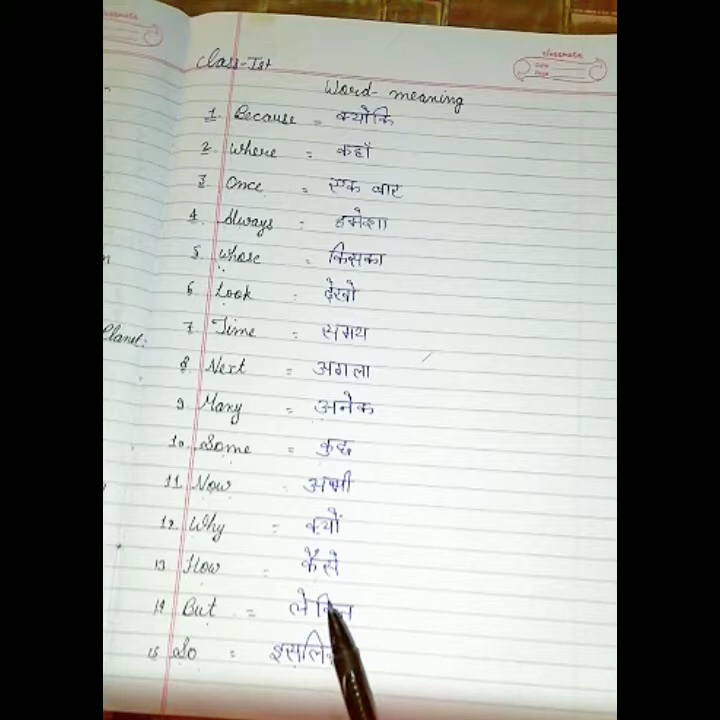 classmate
Class-Ist
Word-meaning
1 Because = क्योंकि
2 Where = कहाँ
3 Once = एक बार
4 Always = हमेशा
5 Whose = किसका
6 Look = देखो
7 Time = समय
Planet:
8 Next = अगला
9 Many = अनेक
10 Some = कुछ
11 Now = अभी
12 Why = क्यों
13 How = कैसे
14 But = लेकिन
15 So =